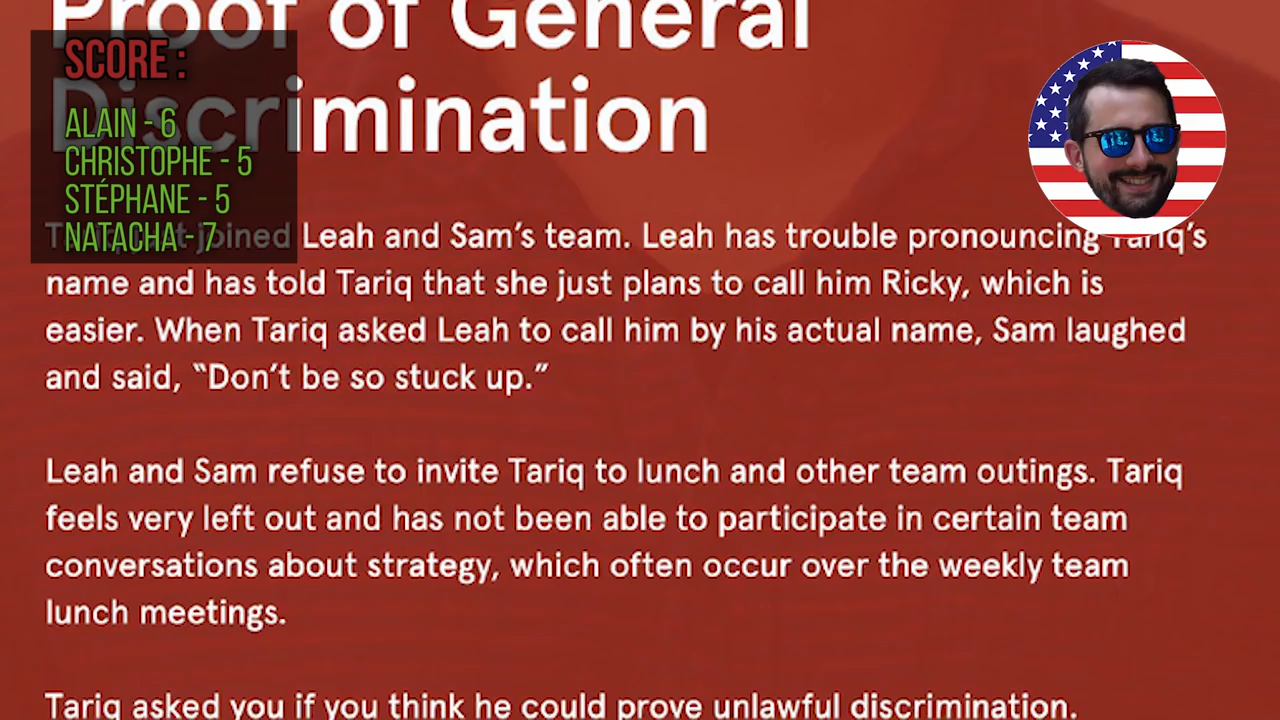 Proof of General
Discrimination
SCORE :
ALAIN - 6
CHRISTOPHE - 5
STÉPHANE - 5
NATACHA - 7
joined Leah and Sam’s team. Leah has trouble pronouncing Tariq’s
name and has told Tariq that she just plans to call him Ricky, which is
easier. When Tariq asked Leah to call him by his actual name, Sam laughed
and said, “Don’t be so stuck up.”
Leah and Sam refuse to invite Tariq to lunch and other team outings. Tariq
feels very left out and has not been able to participate in certain team
conversations about strategy, which often occur over the weekly team
lunch meetings.
Tariq asked you if you think he could prove unlawful discrimination.